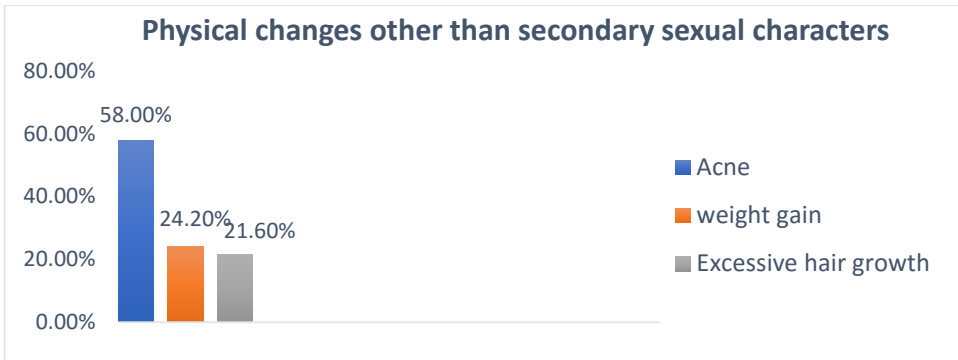 Physical changes other than secondary sexual characters
80.00%
60.00%
40.00%
20.00%
0.00%
58.00%
24.20%
21.60%
Acne
weight gain
Excessive hair growth